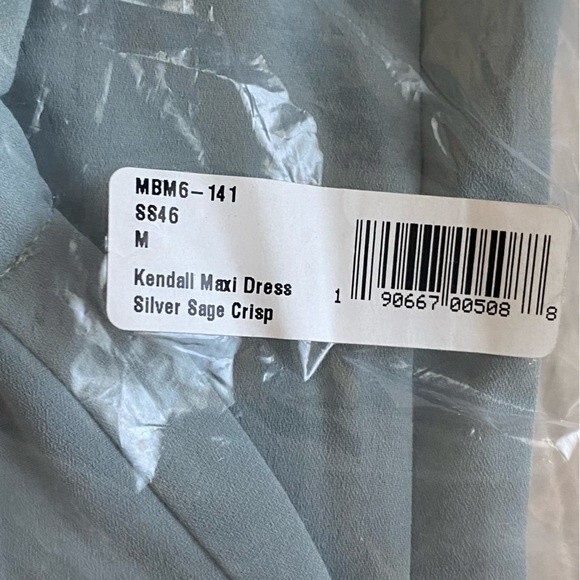 MBM6-141
SS46
M
Kendall Maxi Dress
Silver Sage Crisp
1 90667 00508 8